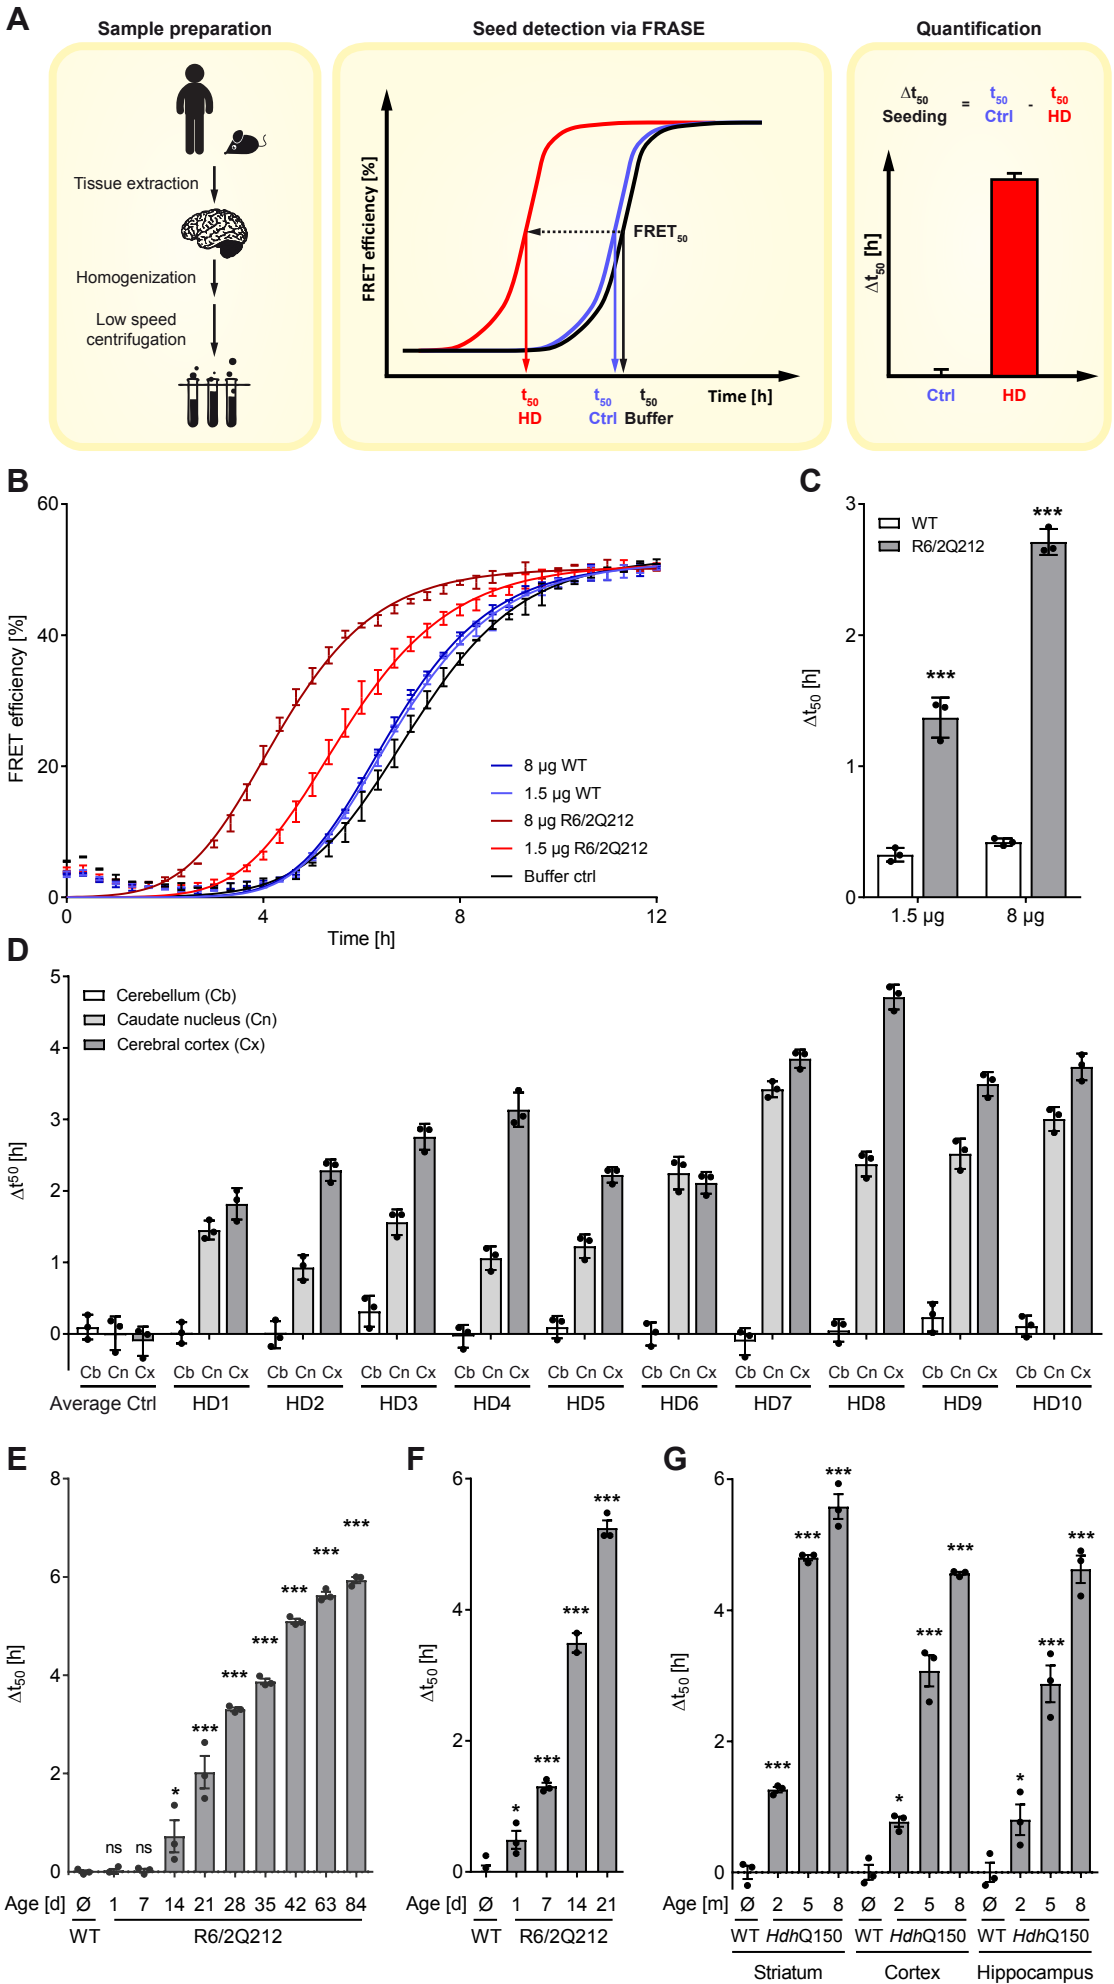 A
Sample preparation
Seed detection via FRASE
Quantification
Tissue extraction
Homogenization
Low speed
centrifugation
FRET efficiency [%]
FRET50
t50
HD
t50
Ctrl
t50
Buffer
Time [h]
Δt50
Seeding
=
t50
Ctrl
-
t50
HD
Δt50 [h]
Ctrl
HD
B
FRET efficiency [%]
60
40
20
0
0 4 8 12
Time [h]
8 µg WT
1.5 µg WT
8 µg R6/2Q212
1.5 µg R6/2Q212
Buffer ctrl
C
Δt50 [h]
3
2
1
0
WT
R6/2Q212
***
***
1.5 µg 8 µg
D
Δt50 [h]
5
4
3
2
1
0
Cerebellum (Cb)
Caudate nucleus (Cn)
Cerebral cortex (Cx)
Cb Cn Cx Cb Cn Cx Cb Cn Cx Cb Cn Cx Cb Cn Cx Cb Cn Cx Cb Cn Cx Cb Cn Cx Cb Cn Cx Cb Cn Cx Cb Cn Cx
Average Ctrl HD1 HD2 HD3 HD4 HD5 HD6 HD7 HD8 HD9 HD10
E
Δt50 [h]
8
6
4
2
0
ns ns * *** *** *** *** *** ***
Age [d] Ø 1 7 14 21 28 35 42 63 84
WT R6/2Q212
F
Δt50 [h]
6
4
2
0
* *** *** ***
Age [d] Ø 1 7 14 21
WT R6/2Q212
G
Δt50 [h]
6
4
2
0
*** *** *** * *** *** * *** ***
Age [m] Ø 2 5 8 Ø 2 5 8 Ø 2 5 8
WT HdhQ150 WT HdhQ150 WT HdhQ150
Striatum Cortex Hippocampus